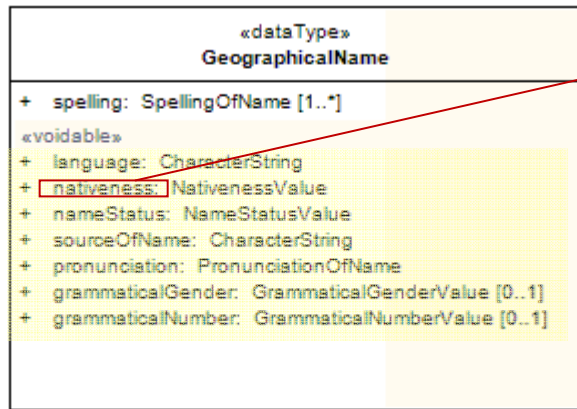 «dataType»
GeographicalName
+ spelling: SpellingOfName [1..*]
«voidable»
+ language: CharacterString
+ nativeness: NativenessValue
+ nameStatus: NameStatusValue
+ sourceOfName: CharacterString
+ pronunciation: PronunciationOfName
+ grammaticalGender: GrammaticalGenderValue [0..1]
+ grammaticalNumber: GrammaticalNumberValue [0..1]